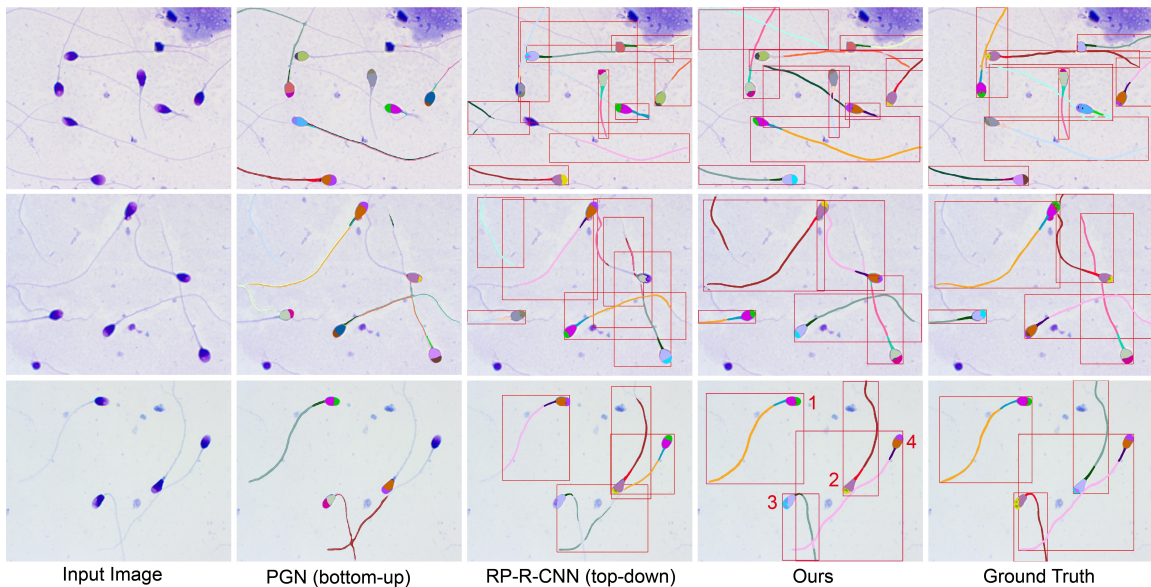 1
4
2
3
Input Image PGN (bottom-up) RP-R-CNN (top-down) Ours Ground Truth